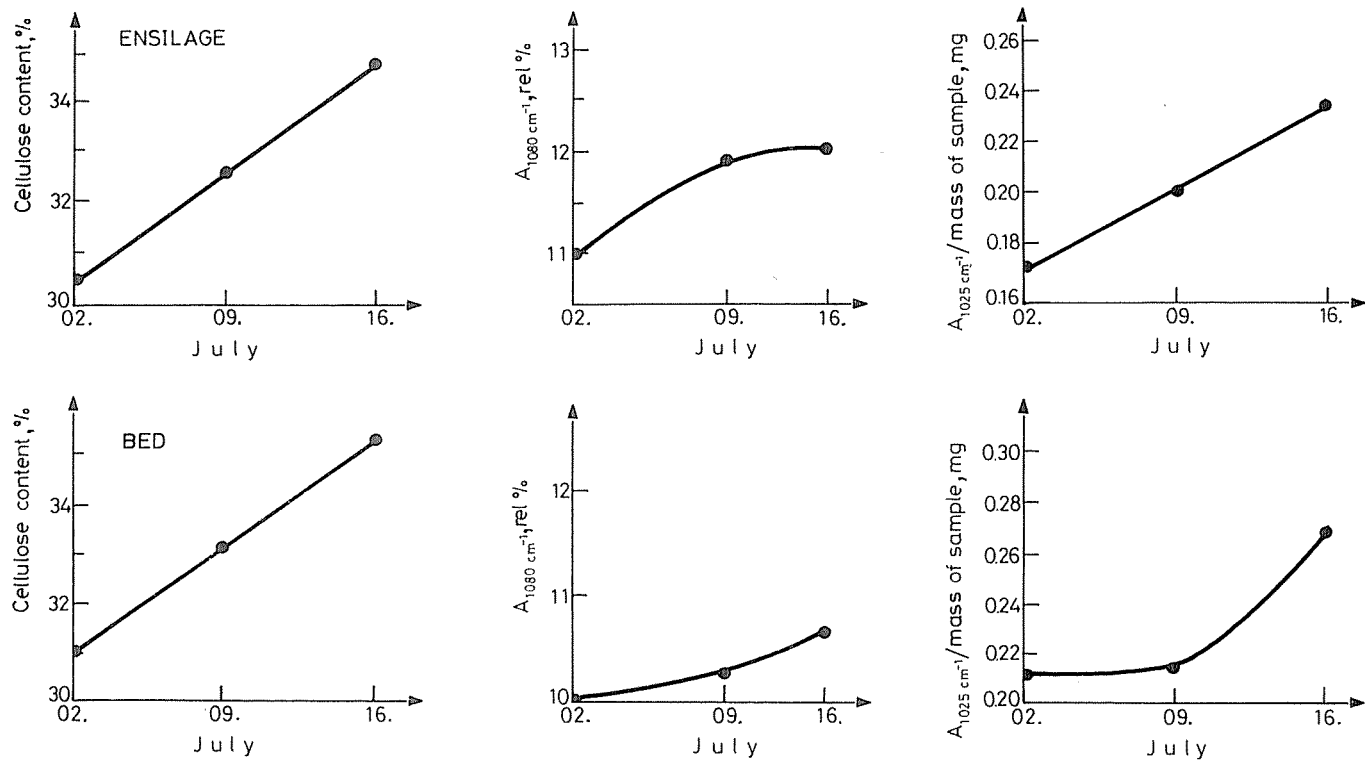 ENSILAGE
Cellulose content,%
34
32
30
02. 09. 16.
July
A1080 cm⁻¹,rel%
13
12
11
02. 09. 16.
July
A1025 cm⁻¹/mass of sample,mg
0.26
0.24
0.20
0.18
0.16
02. 09. 16.
July
BED
Cellulose content,%
34
32
30
02. 09. 16.
July
A1080 cm⁻¹,rel%
12
11
10
02. 09. 16.
July
A1025 cm⁻¹/mass of sample, mg
0.30
0.26
0.24
0.22
0.20
02. 09. 16.
July